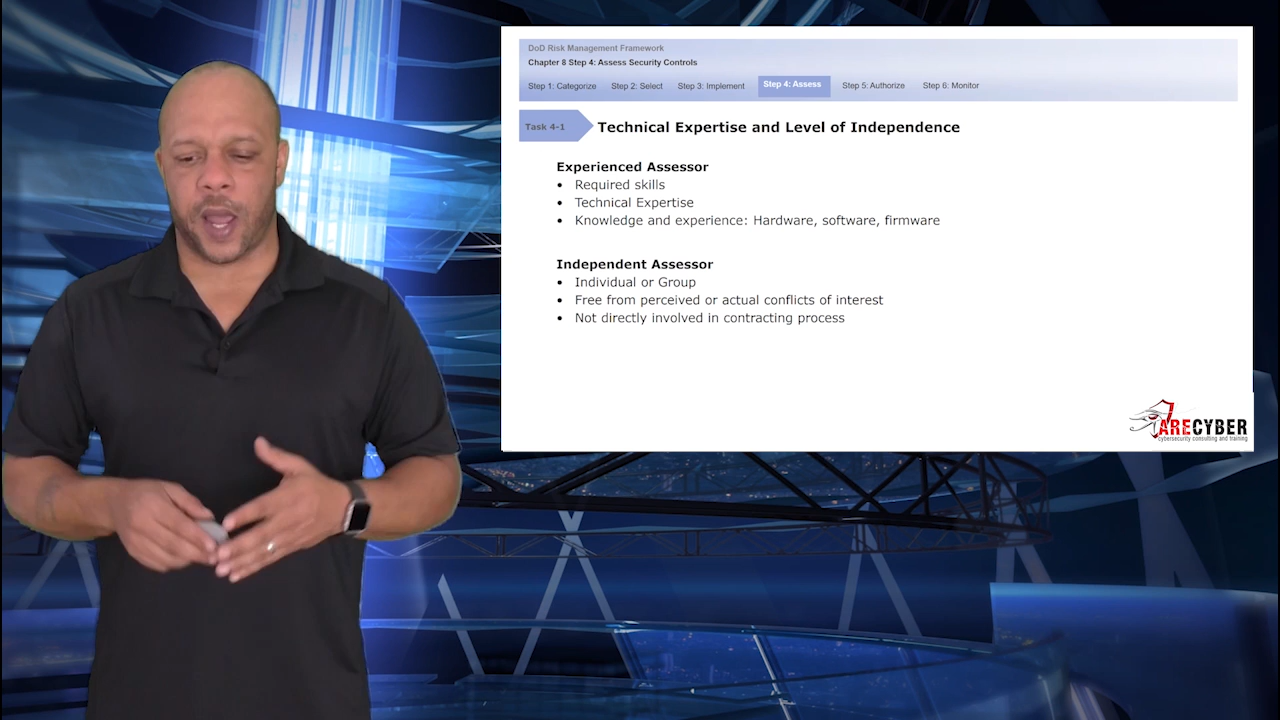 DoD Risk Management Framework
Chapter 8 Step 4: Assess Security Controls
Step 1: Categorize Step 2: Select Step 3: Implement Step 4: Assess Step 5: Authorize Step 6: Monitor
Task 4-1 Technical Expertise and Level of Independence
Experienced Assessor
• Required skills
• Technical Expertise
• Knowledge and experience: Hardware, software, firmware
Independent Assessor
• Individual or Group
• Free from perceived or actual conflicts of interest
• Not directly involved in contracting process
ARECYBER
cybersecurity consulting and training